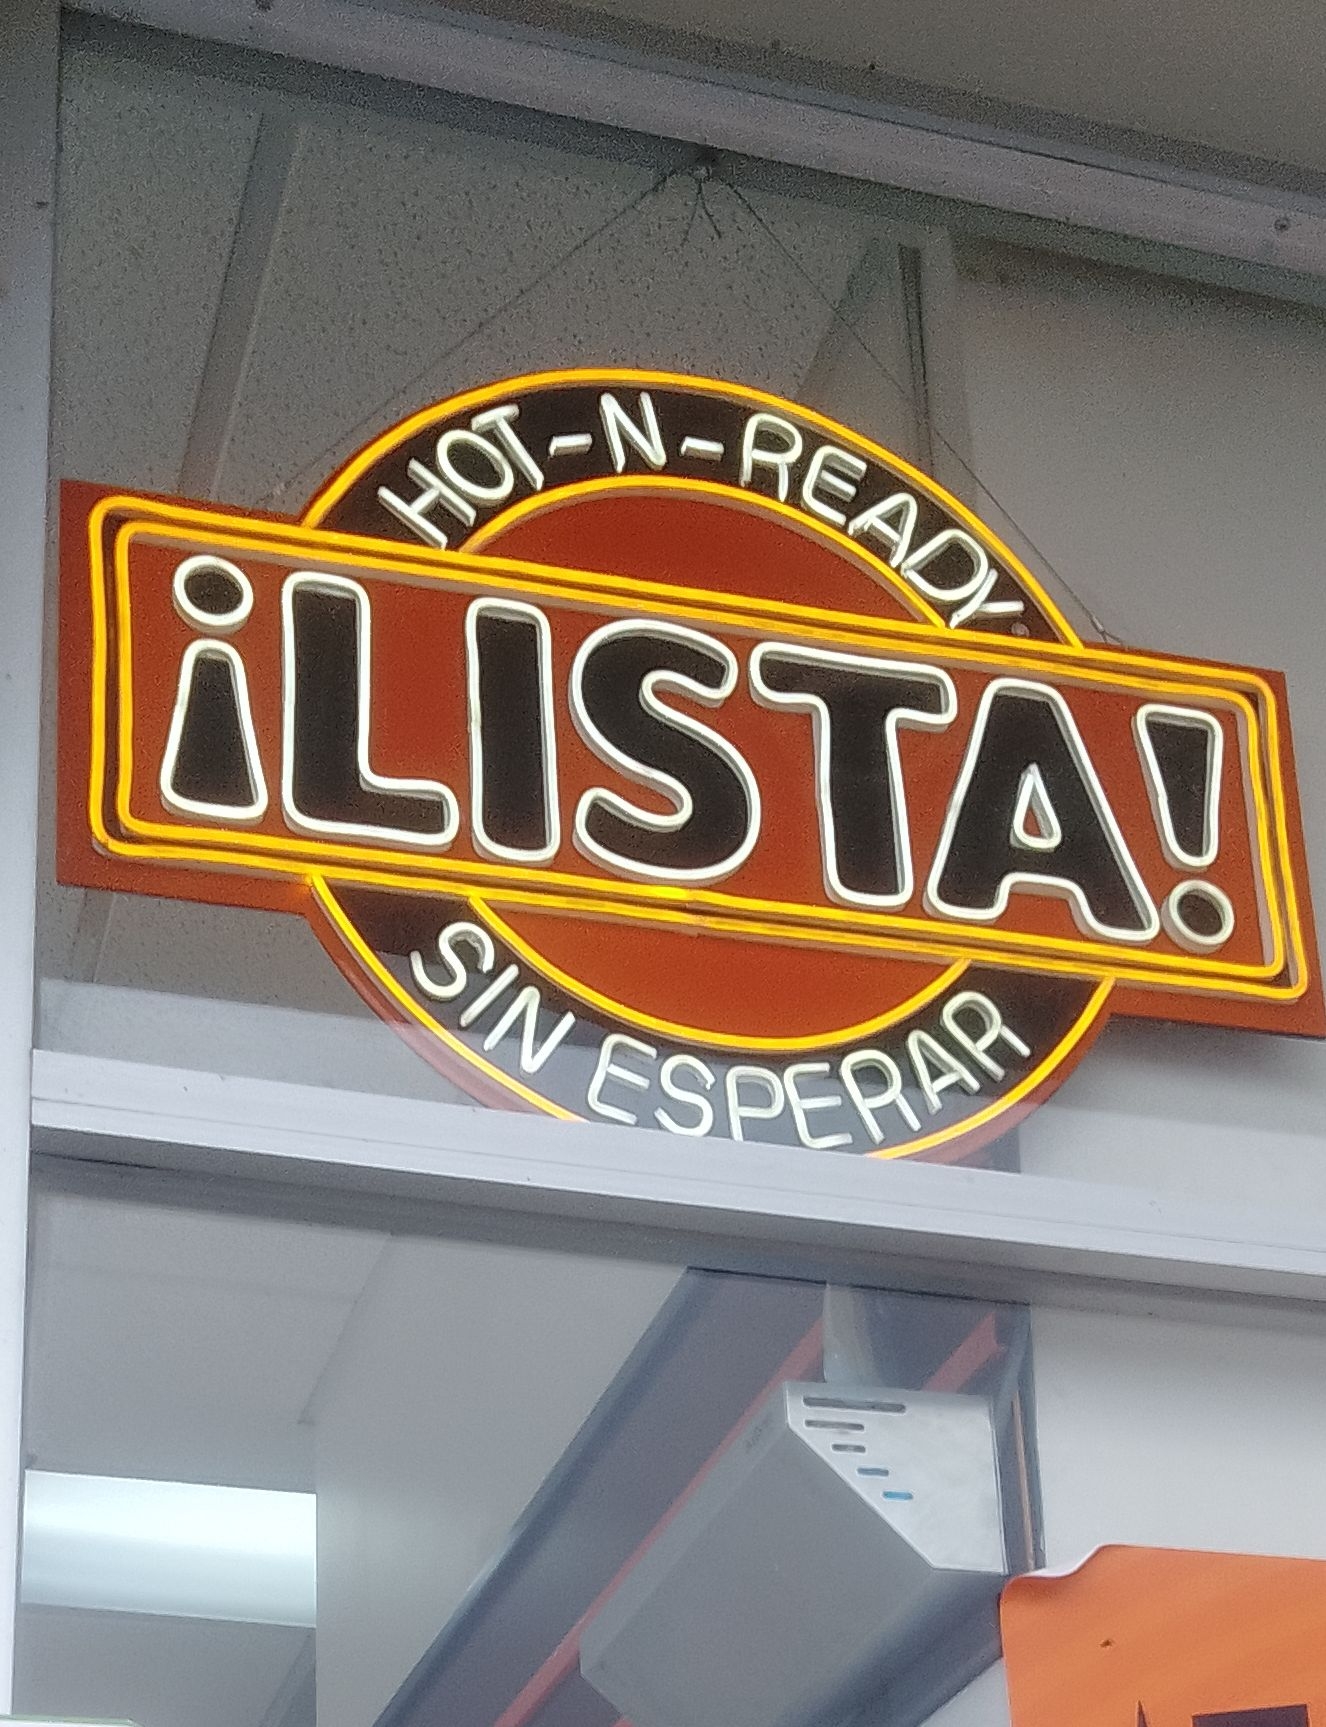 HOT-N-READY
¡LISTA!
SIN ESPERAR